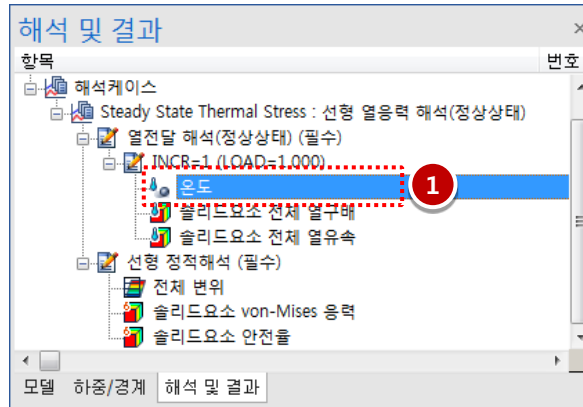 해석 및 결과
항목 번호
해석케이스
Steady State Thermal Stress : 선형 열응력 해석(정상상태)
열전달 해석(정상상태) (필수)
INCR=1 (LOAD=1.000)
온도 1
솔리드요소 전체 열구배
솔리드요소 전체 열유속
선형 정적해석 (필수)
전체 변위
솔리드요소 von-Mises 응력
솔리드요소 안전율
모델 하중/경계 해석 및 결과